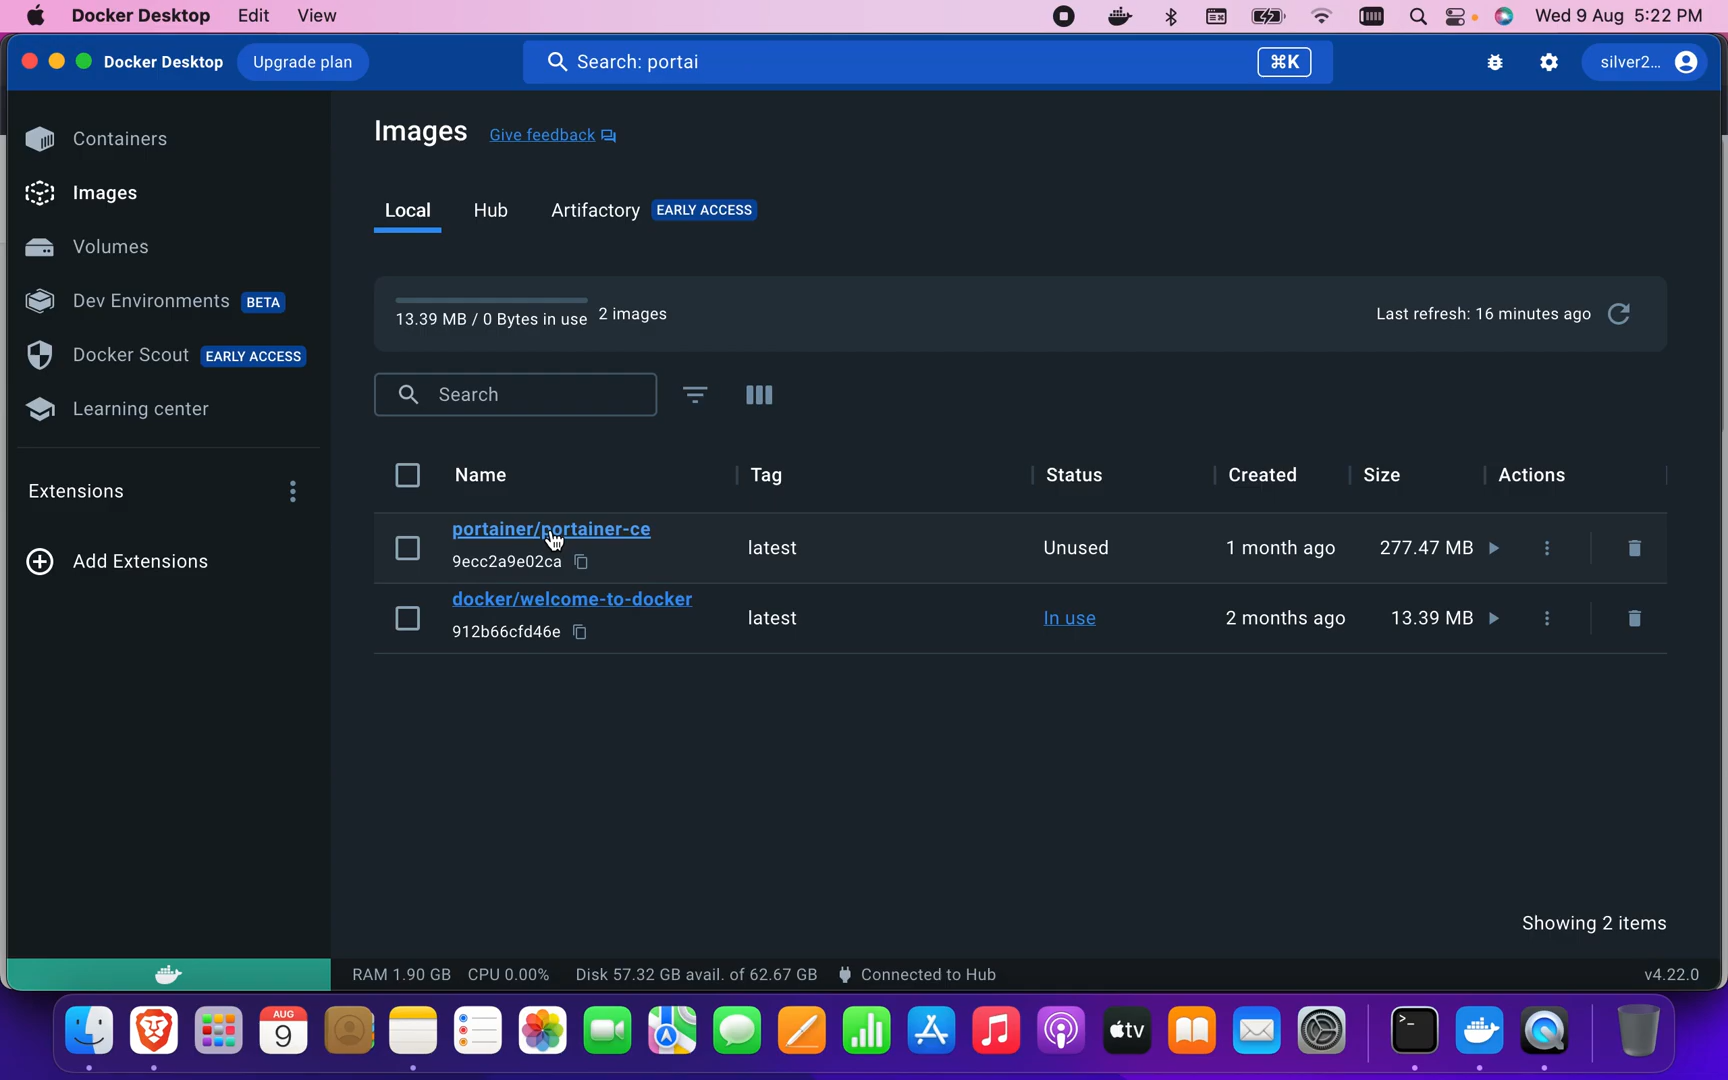 Docker Desktop Edit View Wed 9 Aug 5:22 PM
Docker Desktop Upgrade plan Search: portai ⌘K silver2...
Containers
Images
Volumes
Dev Environments BETA
Docker Scout EARLY ACCESS
Learning center
Extensions
Add Extensions
Images Give feedback
Local Hub Artifactory EARLY ACCESS
13.39 MB / 0 Bytes in use 2 images Last refresh: 16 minutes ago
Search
Name Tag Status Created Size Actions
portainer/portainer-ce
9ecc2a9e02ca latest Unused 1 month ago 277.47 MB
docker/welcome-to-docker
912b66cfd46e latest In use 2 months ago 13.39 MB
Showing 2 items
RAM 1.90 GB CPU 0.00% Disk 57.32 GB avail. of 62.67 GB Connected to Hub v4.22.0
AUG
9
tv
>_